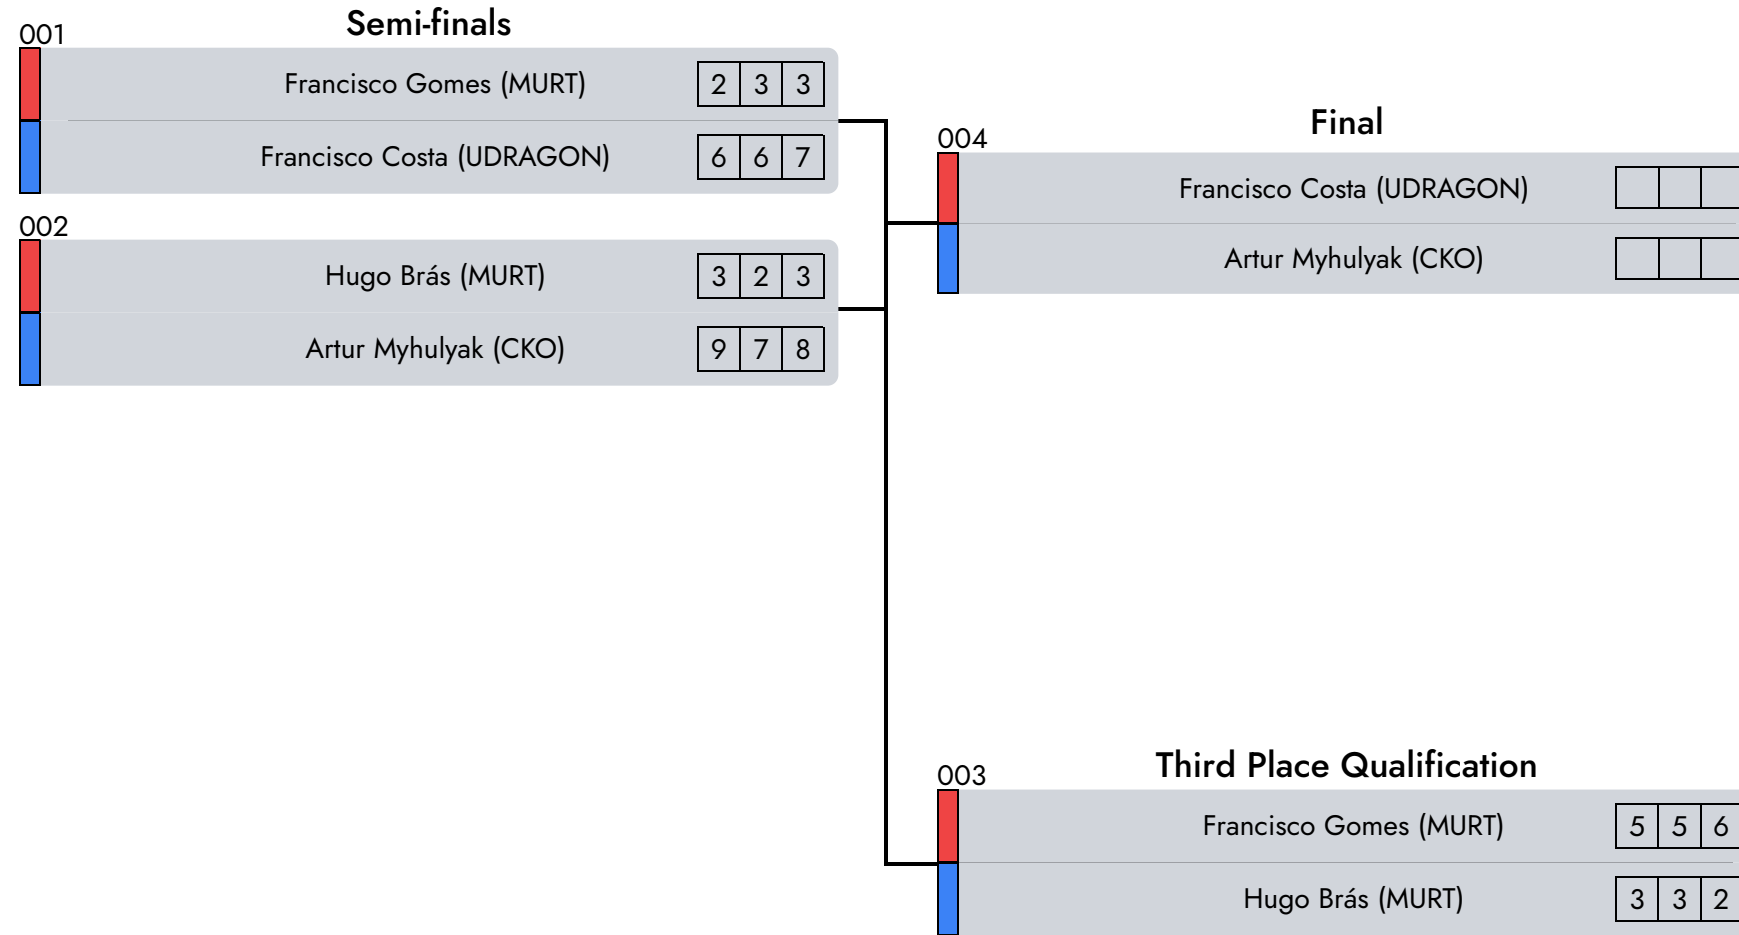 Semi-finals
001
Francisco Gomes (MURT) 2 3 3
Francisco Costa (UDRAGON) 6 6 7
002
Hugo Brás (MURT) 3 2 3
Artur Myhulyak (CKO) 9 7 8
Final
004
Francisco Costa (UDRAGON)
Artur Myhulyak (CKO)
Third Place Qualification
003
Francisco Gomes (MURT) 5 5 6
Hugo Brás (MURT) 3 3 2